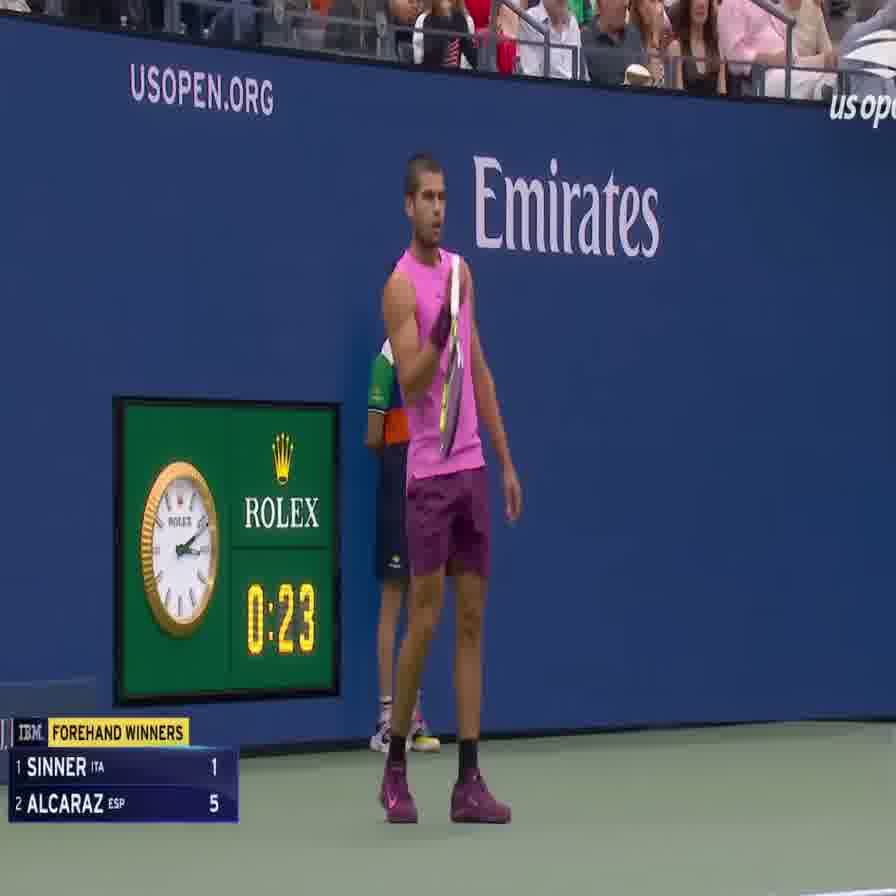 USOPEN.ORG
us ope
Emirates
ROLEX
ROLEX
0:23
IBM. FOREHAND WINNERS
1 SINNER ITA 1
2 ALCARAZ ESP 5